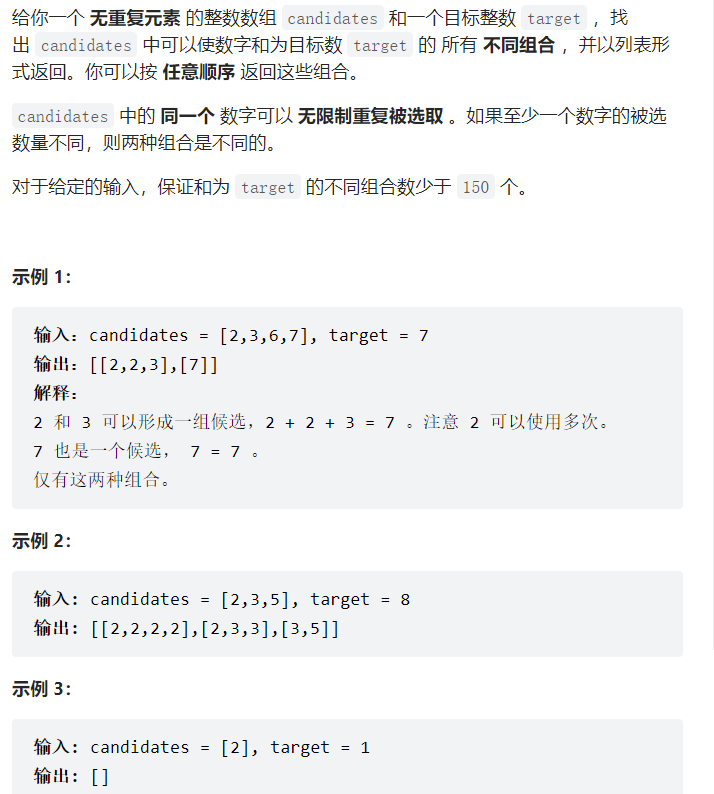 给你一个 无重复元素 的整数数组 candidates 和一个目标整数 target ，找
出 candidates 中可以使数字和为目标数 target 的 所有 不同组合 ，并以列表形
式返回。你可以按 任意顺序 返回这些组合。
candidates 中的 同一个 数字可以 无限制重复被选取 。如果至少一个数字的被选
数量不同，则两种组合是不同的。
对于给定的输入，保证和为 target 的不同组合数少于 150 个。
示例 1：
输入：candidates = [2,3,6,7], target = 7
输出：[[2,2,3],[7]]
解释：
2 和 3 可以形成一组候选，2 + 2 + 3 = 7 。注意 2 可以使用多次。
7 也是一个候选， 7 = 7 。
仅有这两种组合。
示例 2：
输入：candidates = [2,3,5], target = 8
输出：[[2,2,2,2],[2,3,3],[3,5]]
示例 3：
输入：candidates = [2], target = 1
输出：[]